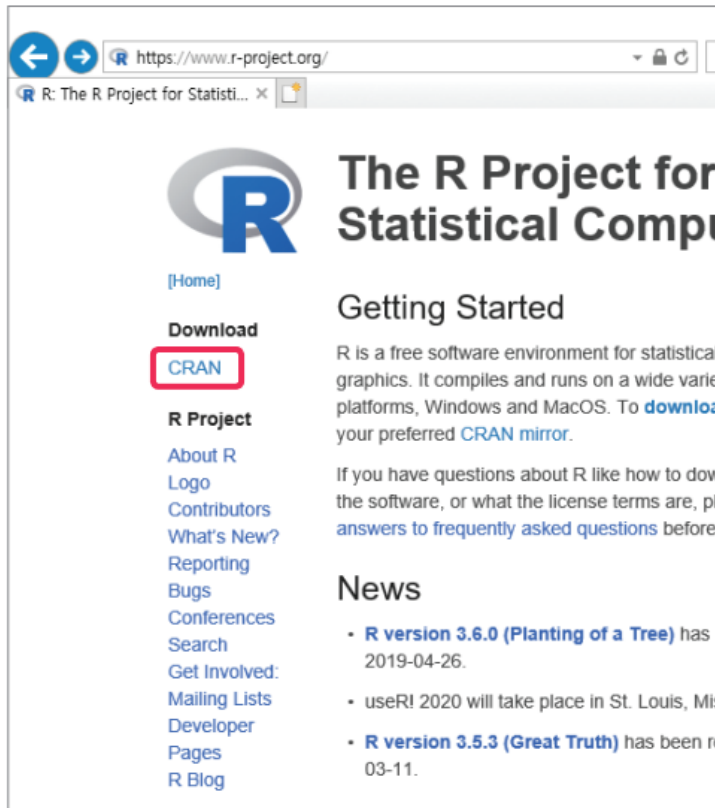 https://www.r-project.org/
R: The R Project for Statisti...
R
The R Project for
Statistical Compu
[Home]
Getting Started
Download
CRAN
R is a free software environment for statistical
graphics. It compiles and runs on a wide varie
platforms, Windows and MacOS. To downloa
your preferred CRAN mirror.
R Project
About R
Logo
Contributors
What's New?
Reporting
Bugs
Conferences
Search
Get Involved:
Mailing Lists
Developer
Pages
R Blog
If you have questions about R like how to dow
the software, or what the license terms are, pl
answers to frequently asked questions before
News
• R version 3.6.0 (Planting of a Tree) has
2019-04-26.
• useR! 2020 will take place in St. Louis, Mis
• R version 3.5.3 (Great Truth) has been r
03-11.